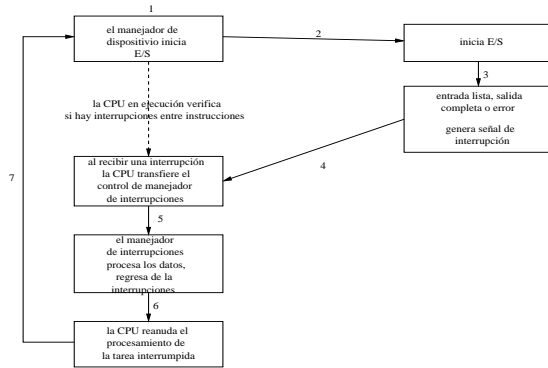 1
el manejador de
dispositivio inicia
E/S
2
inicia E/S
3
la CPU en ejecución verifica
si hay interrupciones entre instrucciones
entrada lista, salida
completa o error
genera señal de
interrupción
4
al recibir una interrupción
la CPU transfiere el
control de manejador
de interrupciones
7
5
el manejador
de interrupciones
procesa los datos,
regresa de la
interrupciones
6
la CPU reanuda el
procesamiento de
la tarea interrumpida